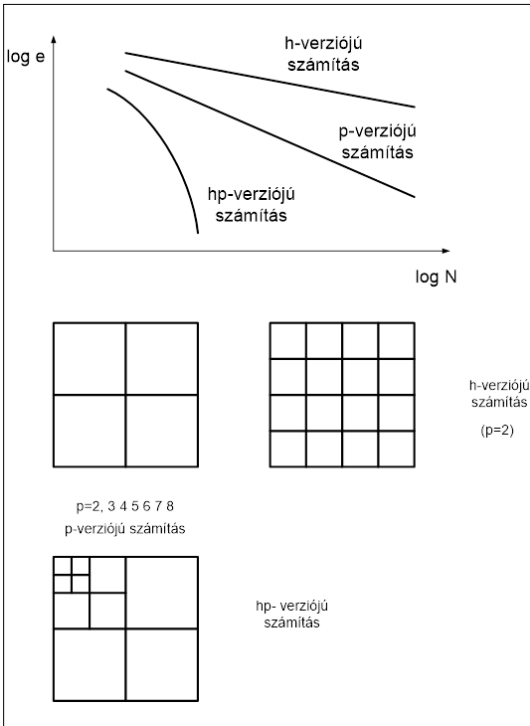 log e
h-verziójú
számítás
p-verziójú
számítás
hp-verziójú
számítás
log N
h-verziójú
számítás
(p=2)
p=2, 3 4 5 6 7 8
p-verziójú számítás
hp- verziójú
számítás